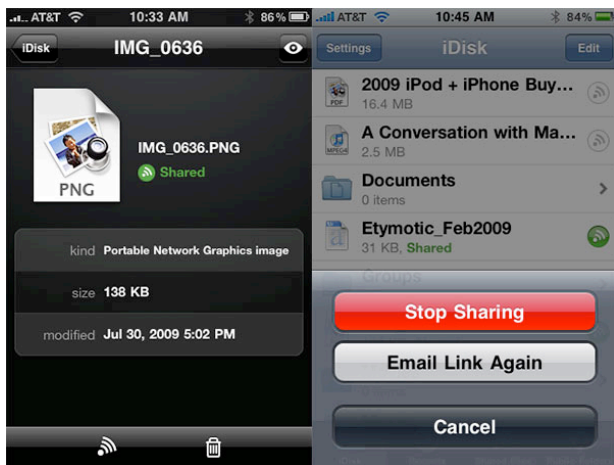 AT&T 10:33 AM 86%
iDisk IMG_0636
PNG
IMG_0636.PNG
Shared
kind Portable Network Graphics image
size 138 KB
modified Jul 30, 2009 5:02 PM
AT&T 10:45 AM 84%
Settings iDisk Edit
PDF
2009 iPod + iPhone Buy...
16.4 MB
MPEG4
A Conversation with Ma...
2.5 MB
Documents
0 items
Etymotic_Feb2009
31 KB, Shared
Groups
Stop Sharing
Email Link Again
Cancel